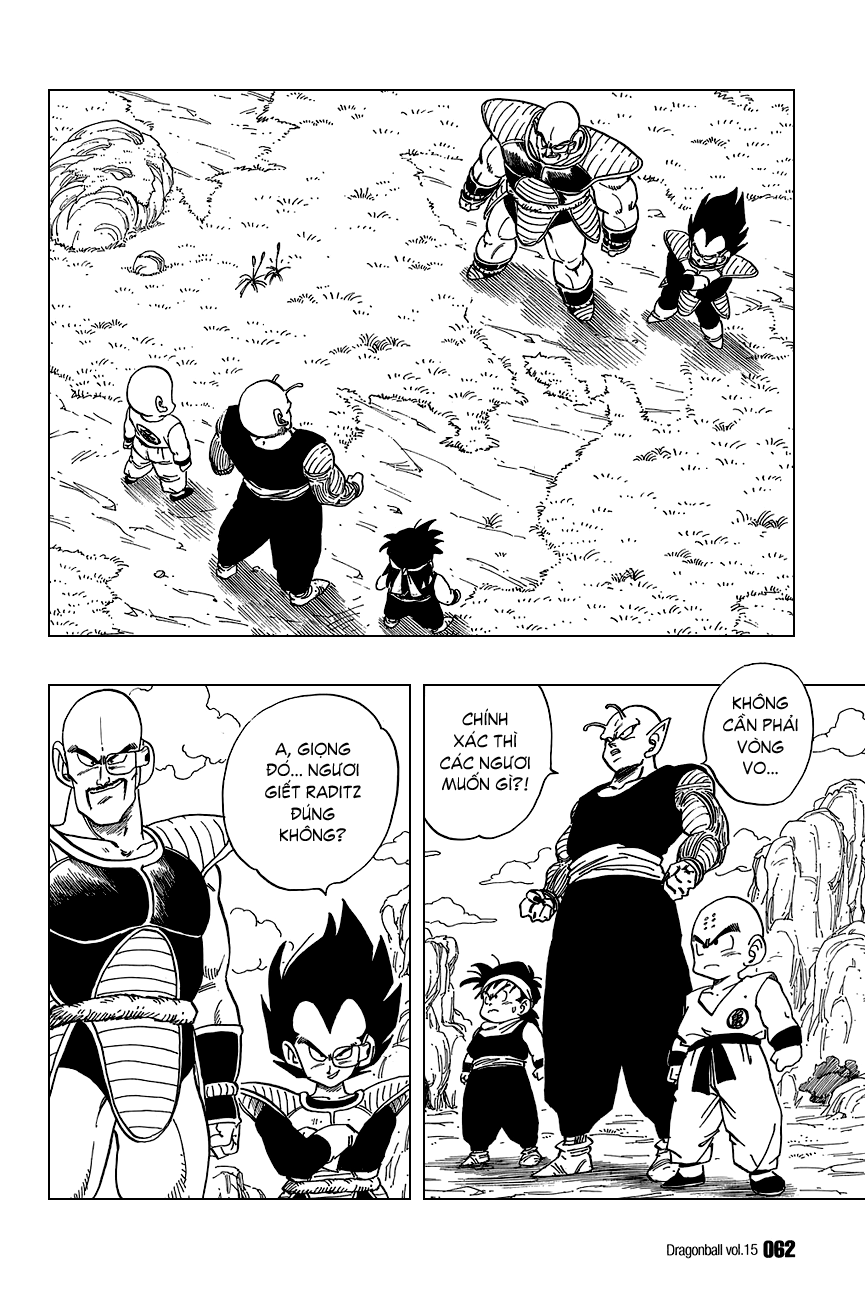 KHÔNG
CẦN PHẢI
VÒNG
VO...
CHÍNH
XÁC THÌ
CÁC NGƯƠI
MUỐN GÌ?!
A, GIỌNG
ĐÓ... NGƯƠI
GIẾT RADITZ
ĐÚNG
KHÔNG?
Dragonball vol.15 062